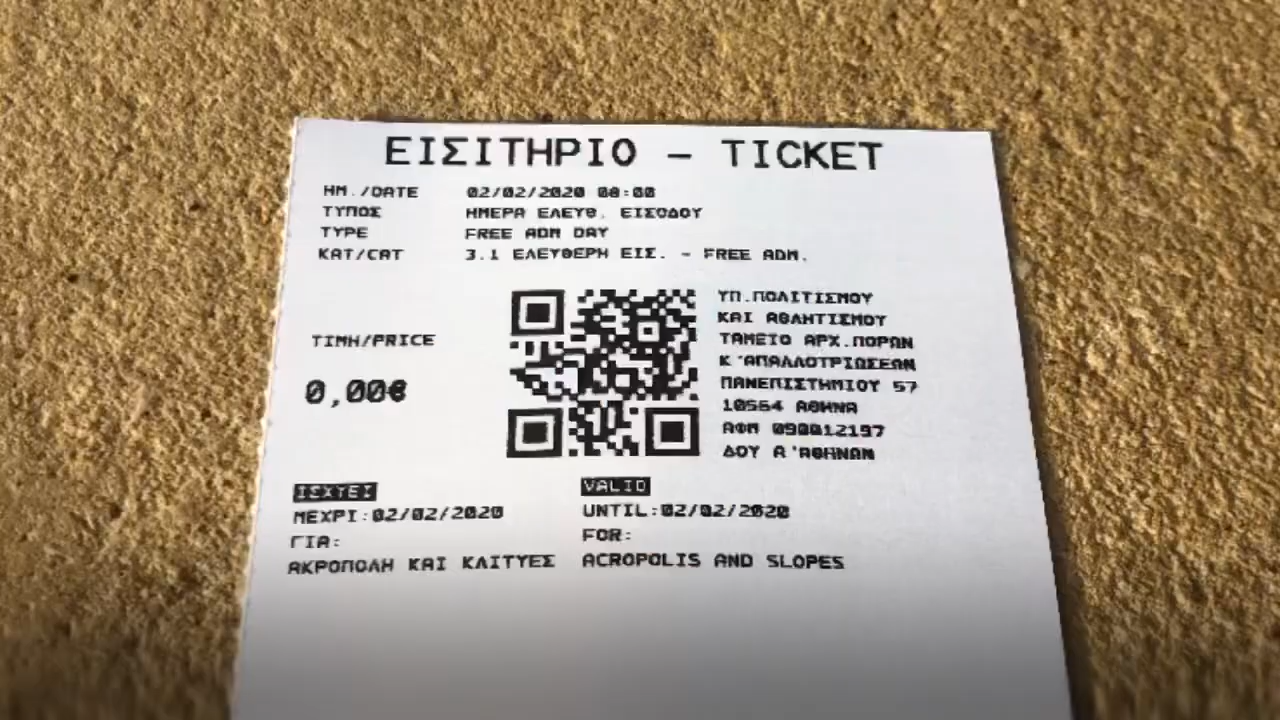 ΕΙΣΙΤΗΡΙΟ – TICKET
ΗΜ./DATE 02/02/2020 08:00
ΤΥΠΟΣ ΗΜΕΡΑ ΕΛΕΥΘ. ΕΙΣΟΔΟΥ
TYPE FREE ADM DAY
ΚΑΤ/CAT 3.1 ΕΛΕΥΘΕΡΗ ΕΙΣ. - FREE ADM.
ΤΙΜΗ/PRICE
0,00€
ΥΠ.ΠΟΛΙΤΙΣΜΟΥ
ΚΑΙ ΑΘΛΗΤΙΣΜΟΥ
ΤΑΜΕΙΟ ΑΡΧ.ΠΟΡΩΝ
Κ'ΑΠΑΛΛΟΤΡΙΩΣΕΩΝ
ΠΑΝΕΠΙΣΤΗΜΙΟΥ 57
10564 ΑΘΗΝΑ
ΑΦΜ 090012197
ΔΟΥ Α'ΑΘΗΝΩΝ
ΙΣΧΥΕΙ
ΜΕΧΡΙ:02/02/2020
ΓΙΑ:
ΑΚΡΟΠΟΛΗ ΚΑΙ ΚΛΙΤΥΕΣ
VALID
UNTIL:02/02/2020
FOR:
ACROPOLIS AND SLOPES